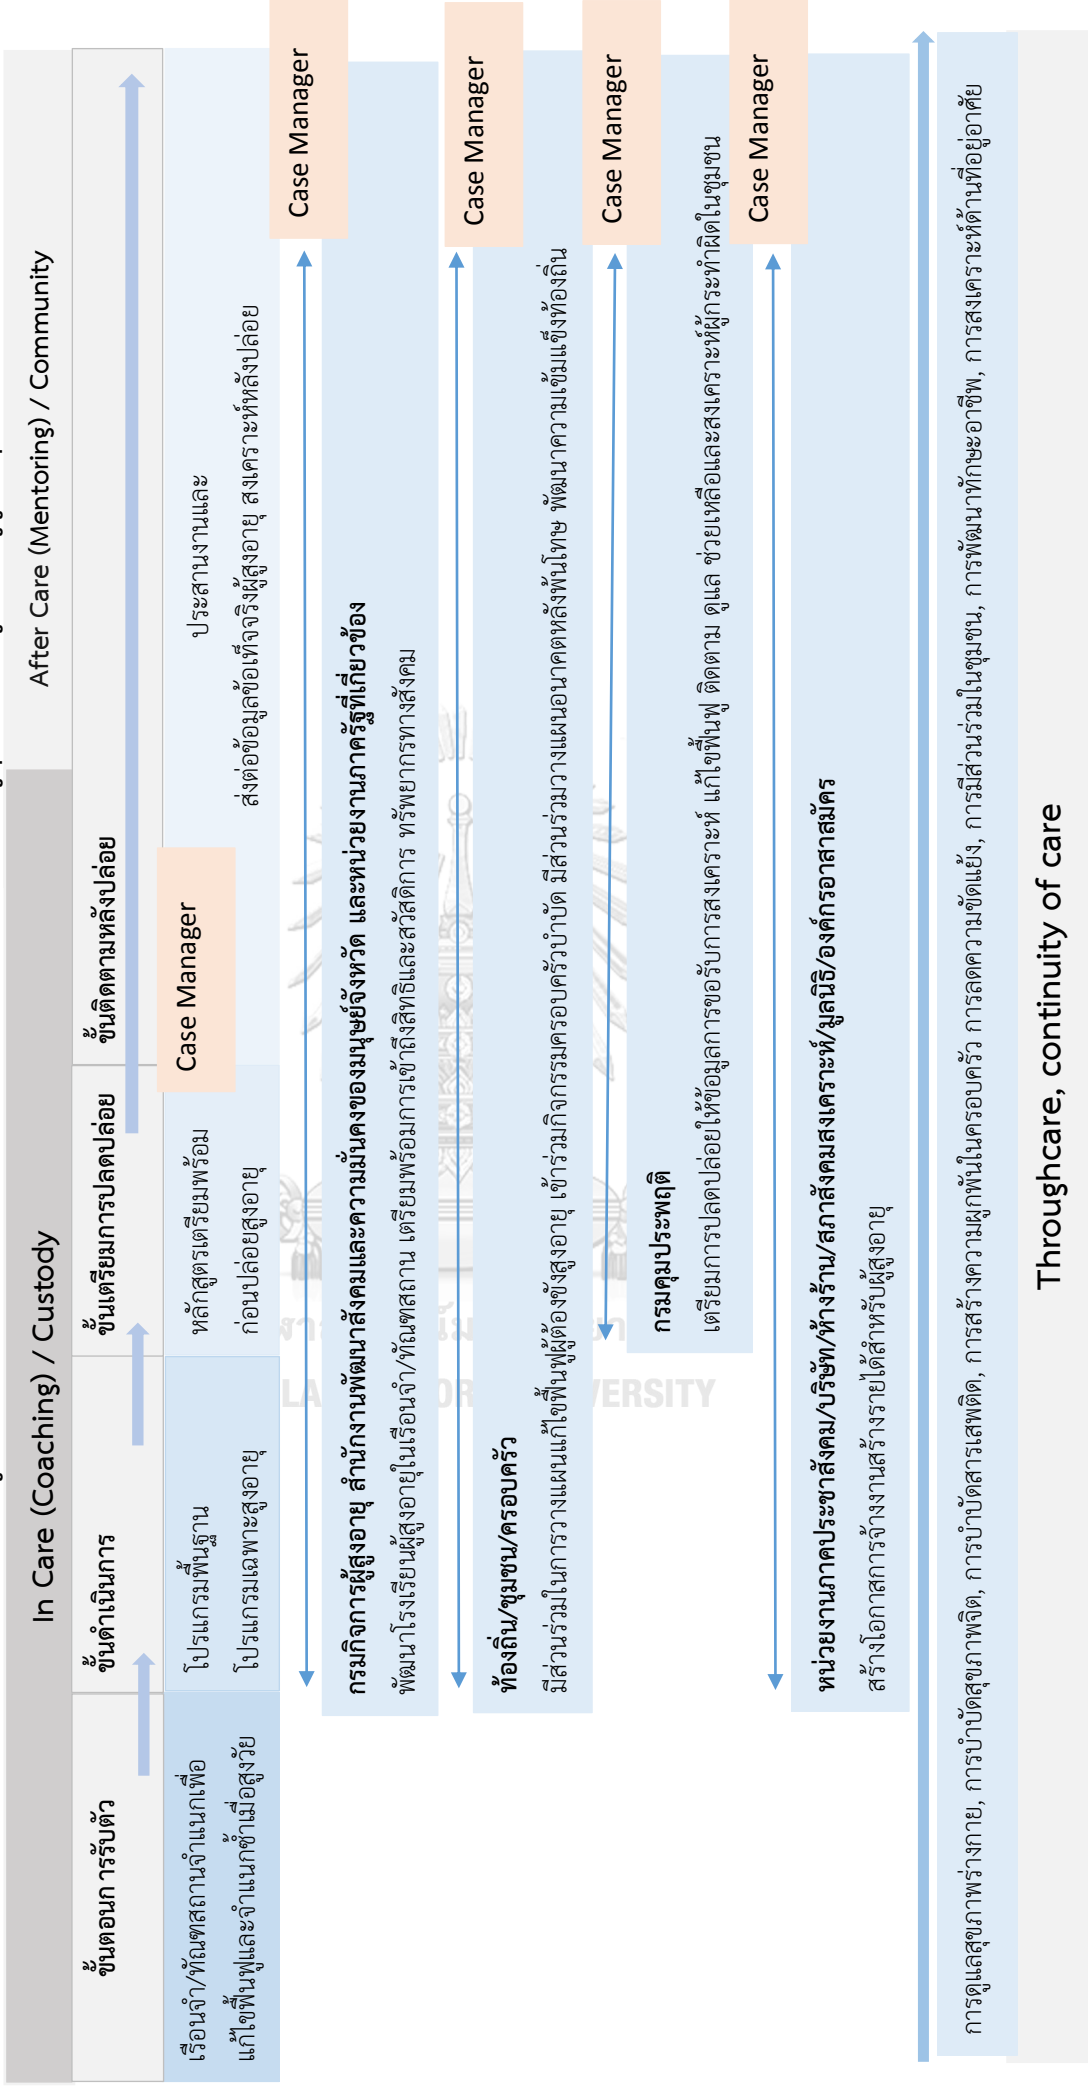 In Care (Coaching) / Custody
After Care (Mentoring) / Community
ขั้นตอนการรับตัว
ขั้นดำเนินการ
ขั้นเตรียมการปลดปล่อย
ขั้นติดตามหลังปล่อย
เรือนจำ/ทัณฑสถานจำแนกเพื่อ
แก้ไขฟื้นฟูและจำแนกซ้ำเมื่อสูงวัย
โปรแกรมพื้นฐาน
โปรแกรมเฉพาะสูงอายุ
หลักสูตรเตรียมพร้อม
ก่อนปล่อยสูงอายุ
Case Manager
ประสานงานและ
ส่งต่อข้อมูลข้อเท็จจริงผู้สูงอายุ สงเคราะห์หลังปล่อย
Case Manager
กรมกิจการผู้สูงอายุ สำนักงานพัฒนาสังคมและความมั่นคงของมนุษย์จังหวัด และหน่วยงานภาครัฐที่เกี่ยวข้อง
พัฒนาโรงเรียนผู้สูงอายุในเรือนจำ/ทัณฑสถาน เตรียมพร้อมการเข้าถึงสิทธิและสวัสดิการ ทรัพยากรทางสังคม
Case Manager
ท้องถิ่น/ชุมชน/ครอบครัว
มีส่วนร่วมในการวางแผนแก้ไขฟื้นฟูผู้ต้องขังสูงอายุ เข้าร่วมกิจกรรมครอบครัวบำบัด มีส่วนร่วมวางแผนอนาคตหลังพ้นโทษ พัฒนาความเข้มแข็งท้องถิ่น
Case Manager
กรมคุมประพฤติ
เตรียมการปลดปล่อยให้ข้อมูลการขอรับการสงเคราะห์ แก้ไขฟื้นฟู ติดตาม ดูแล ช่วยเหลือและสงเคราะห์ผู้กระทำผิดในชุมชน
Case Manager
หน่วยงานภาคประชาสังคม/บริษัท/ห้างร้าน/สภาสังคมสงเคราะห์/มูลนิธิ/องค์กรอาสาสมัคร
สร้างโอกาสการจ้างงานสร้างรายได้สำหรับผู้สูงอายุ
การดูแลสุขภาพร่างกาย, การบำบัดสุขภาพจิต, การบำบัดสารเสพติด, การสร้างความผูกพันในครอบครัว การลดความขัดแย้ง, การมีส่วนร่วมในชุมชน, การพัฒนาทักษะอาชีพ, การสงเคราะห์ด้านที่อยู่อาศัย
Throughcare, continuity of care